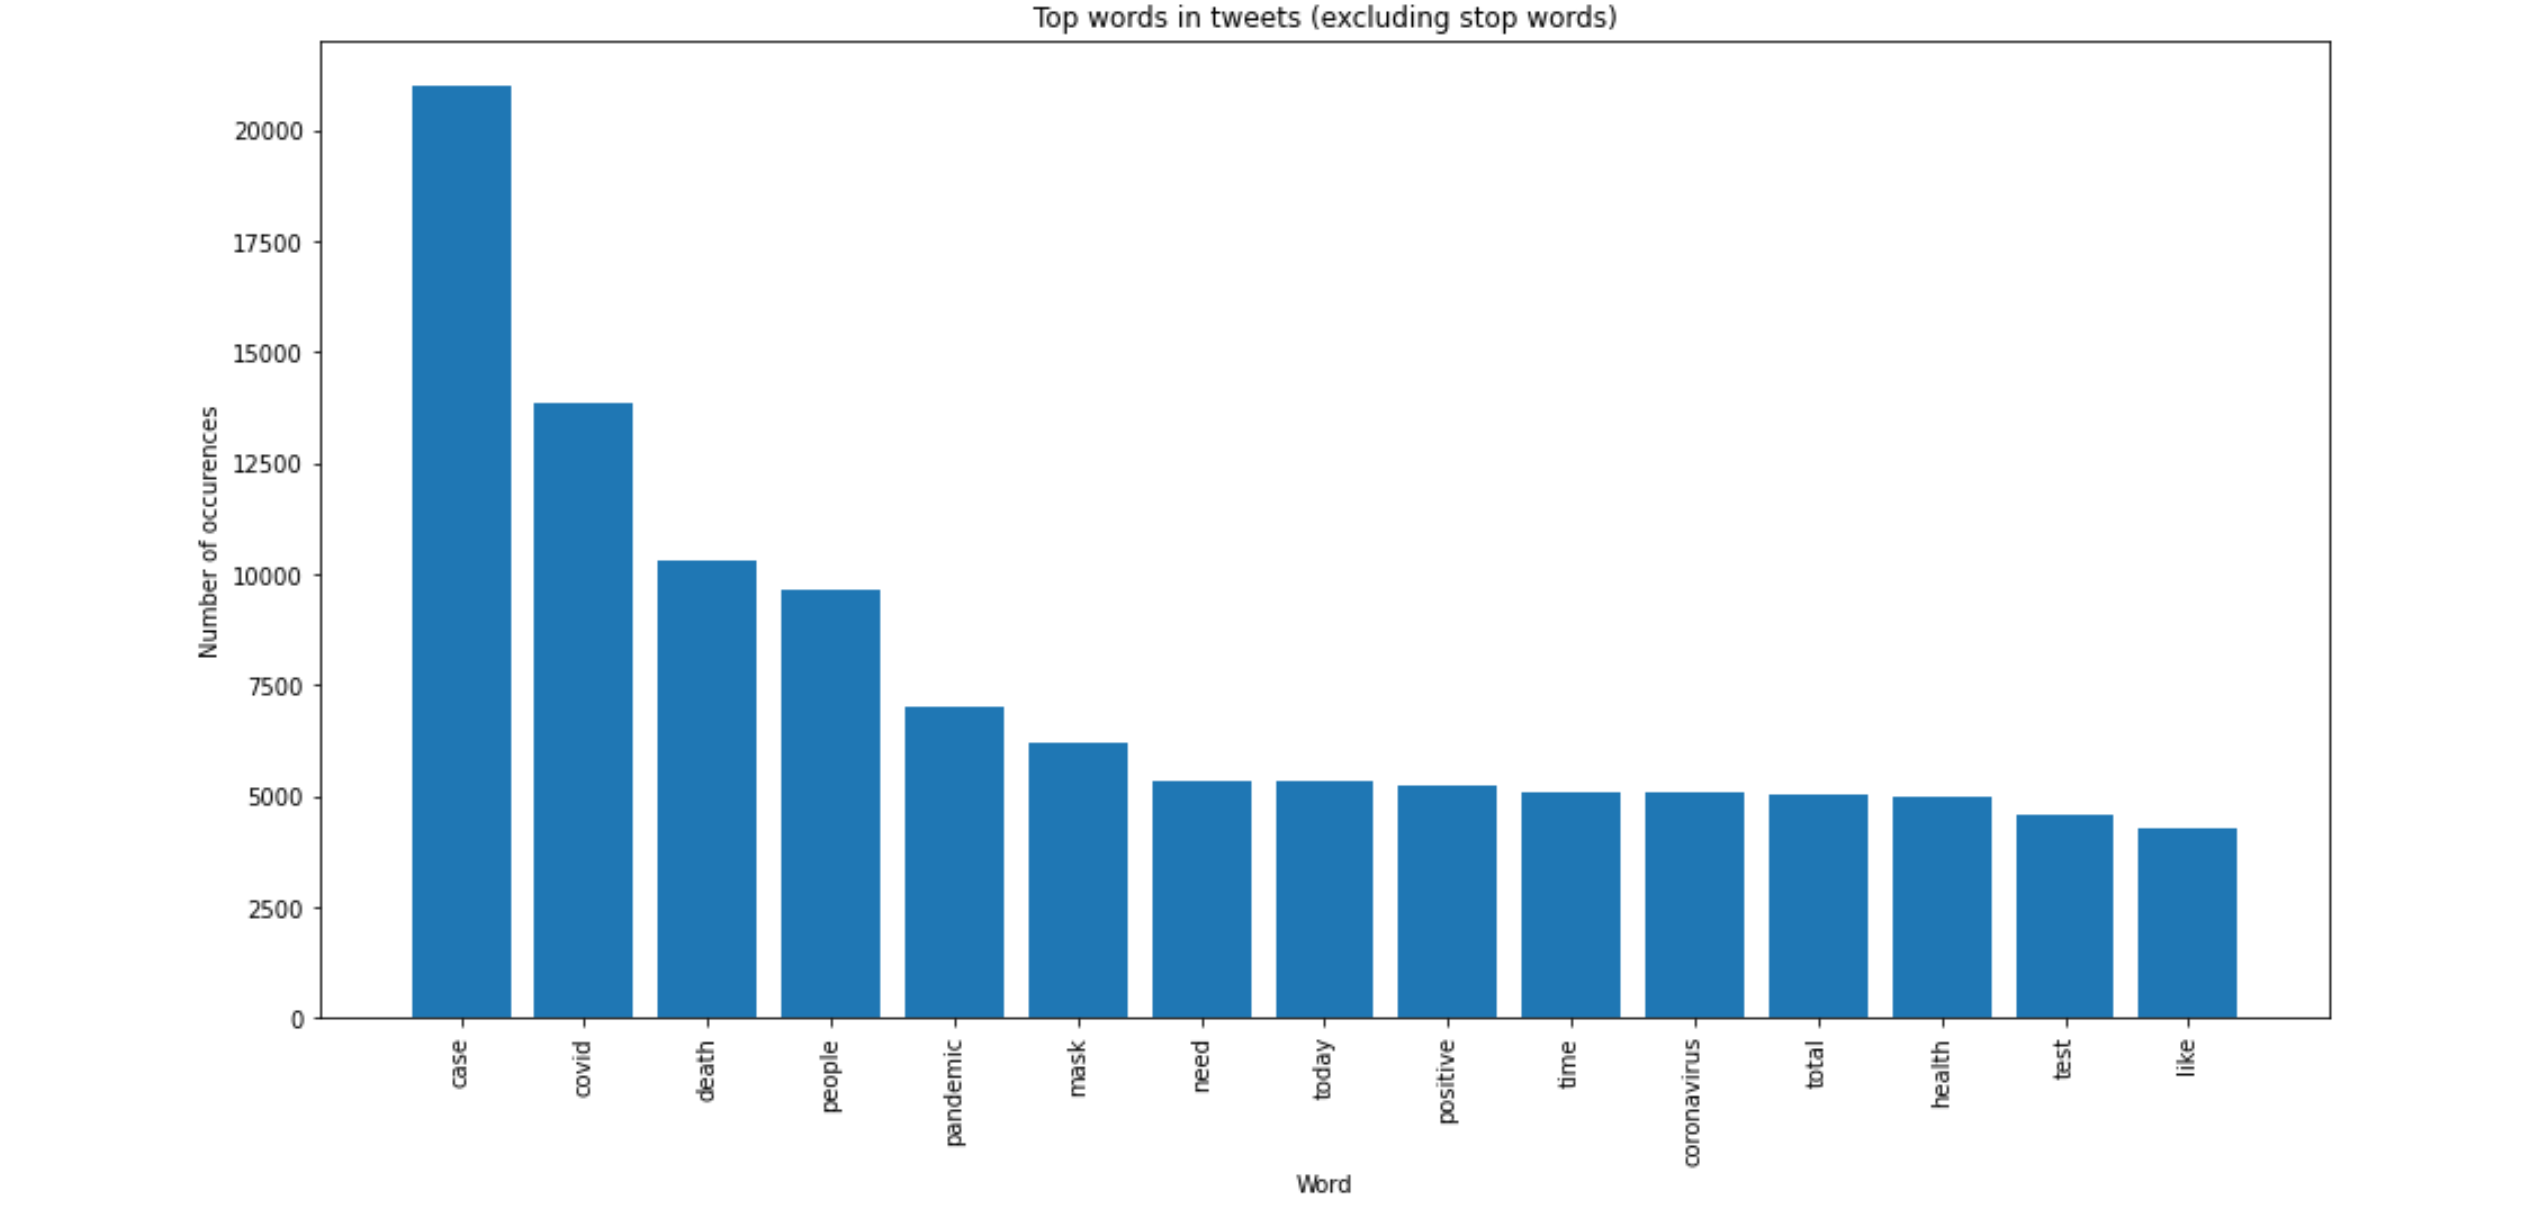 Top words in tweets (excluding stop words)
Number of occurences
20000
17500
15000
12500
10000
7500
5000
2500
0
case
covid
death
people
pandemic
mask
need
today
positive
time
coronavirus
total
health
test
like
Word